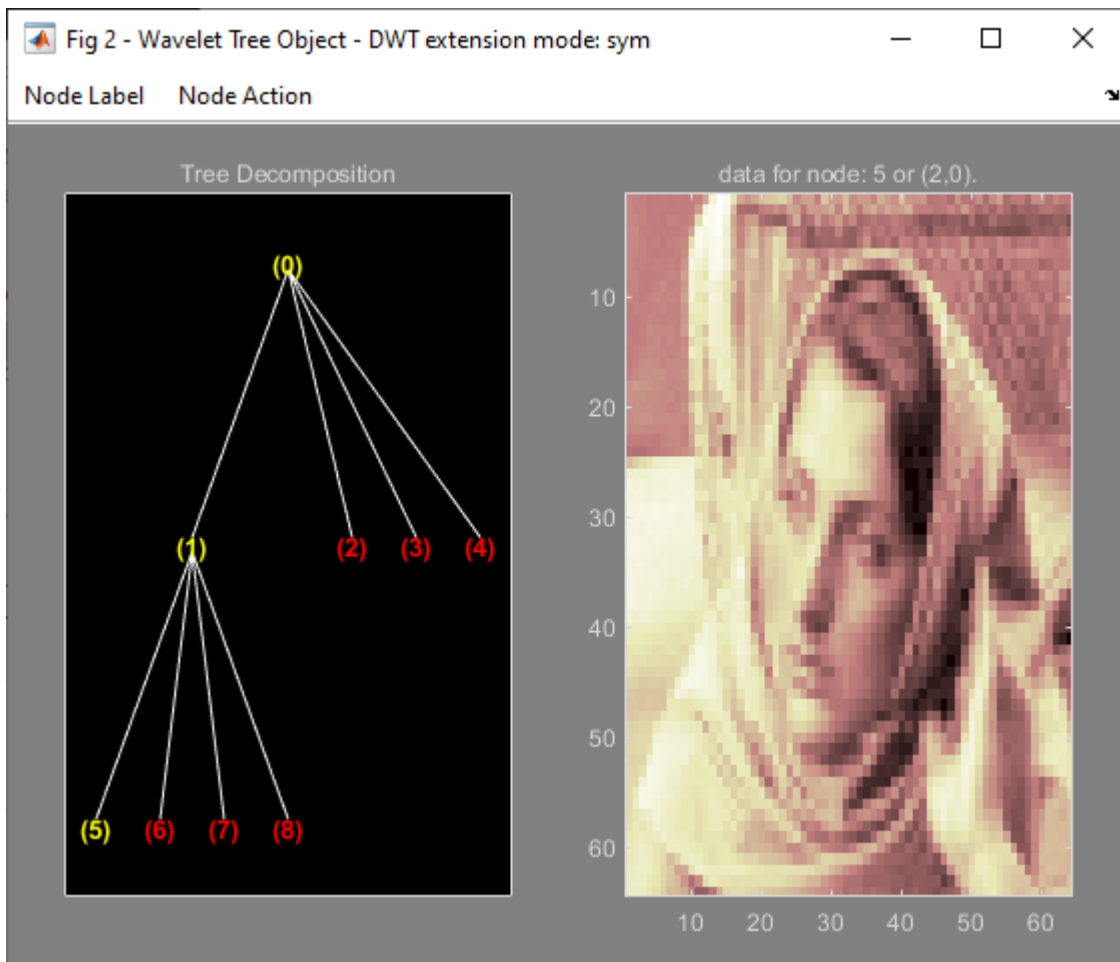 Fig 2 - Wavelet Tree Object - DWT extension mode: sym
Node Label Node Action
Tree Decomposition
(0)
(1) (2) (3) (4)
(5) (6) (7) (8)
data for node: 5 or (2,0).
10
20
30
40
50
60
10 20 30 40 50 60